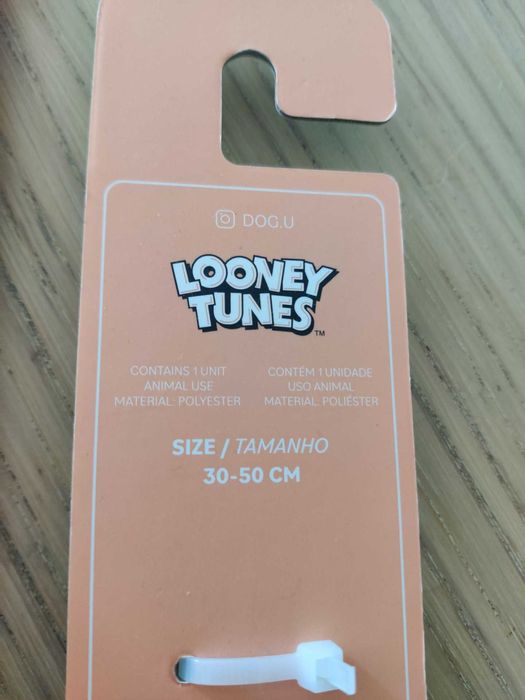 DOG.U
LOONEY
TUNES™
CONTAINS 1 UNIT
ANIMAL USE
MATERIAL: POLYESTER
CONTÉM 1 UNIDADE
USO ANIMAL
MATERIAL: POLIÉSTER
SIZE / TAMANHO
30-50 CM